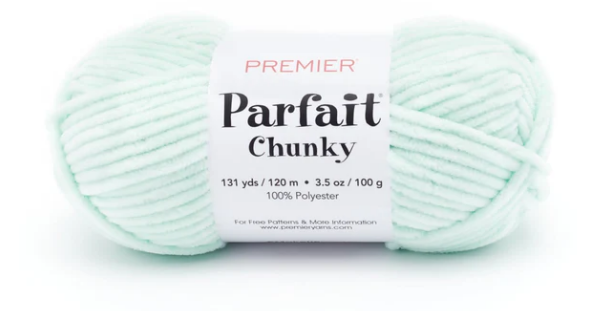 PREMIER®
Parfait®
Chunky
131 yds / 120 m • 3.5 oz / 100 g
100% Polyester
For Free Patterns & More Information
www.premieryarns.com